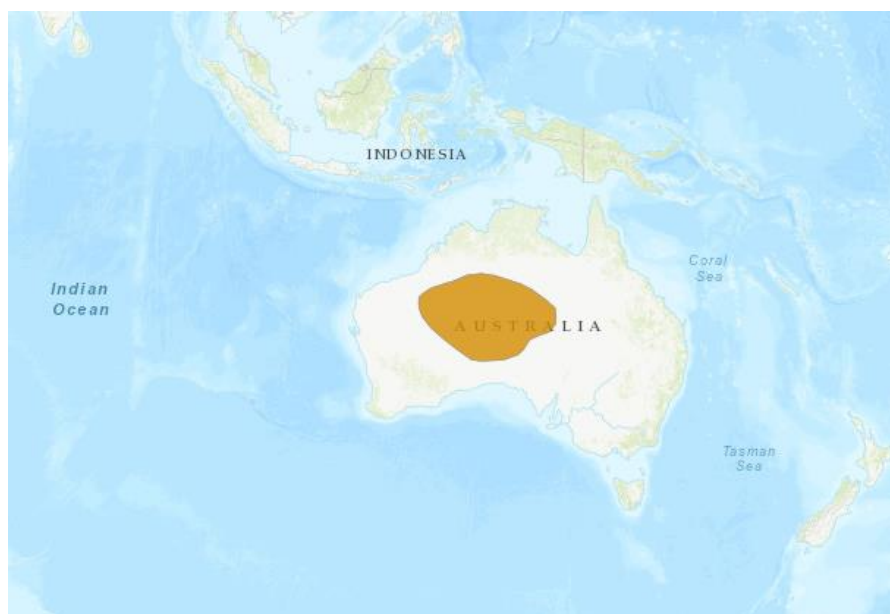 INDONESIA
Coral
Sea
Indian
Ocean
AUSTRALIA
Tasman
Sea